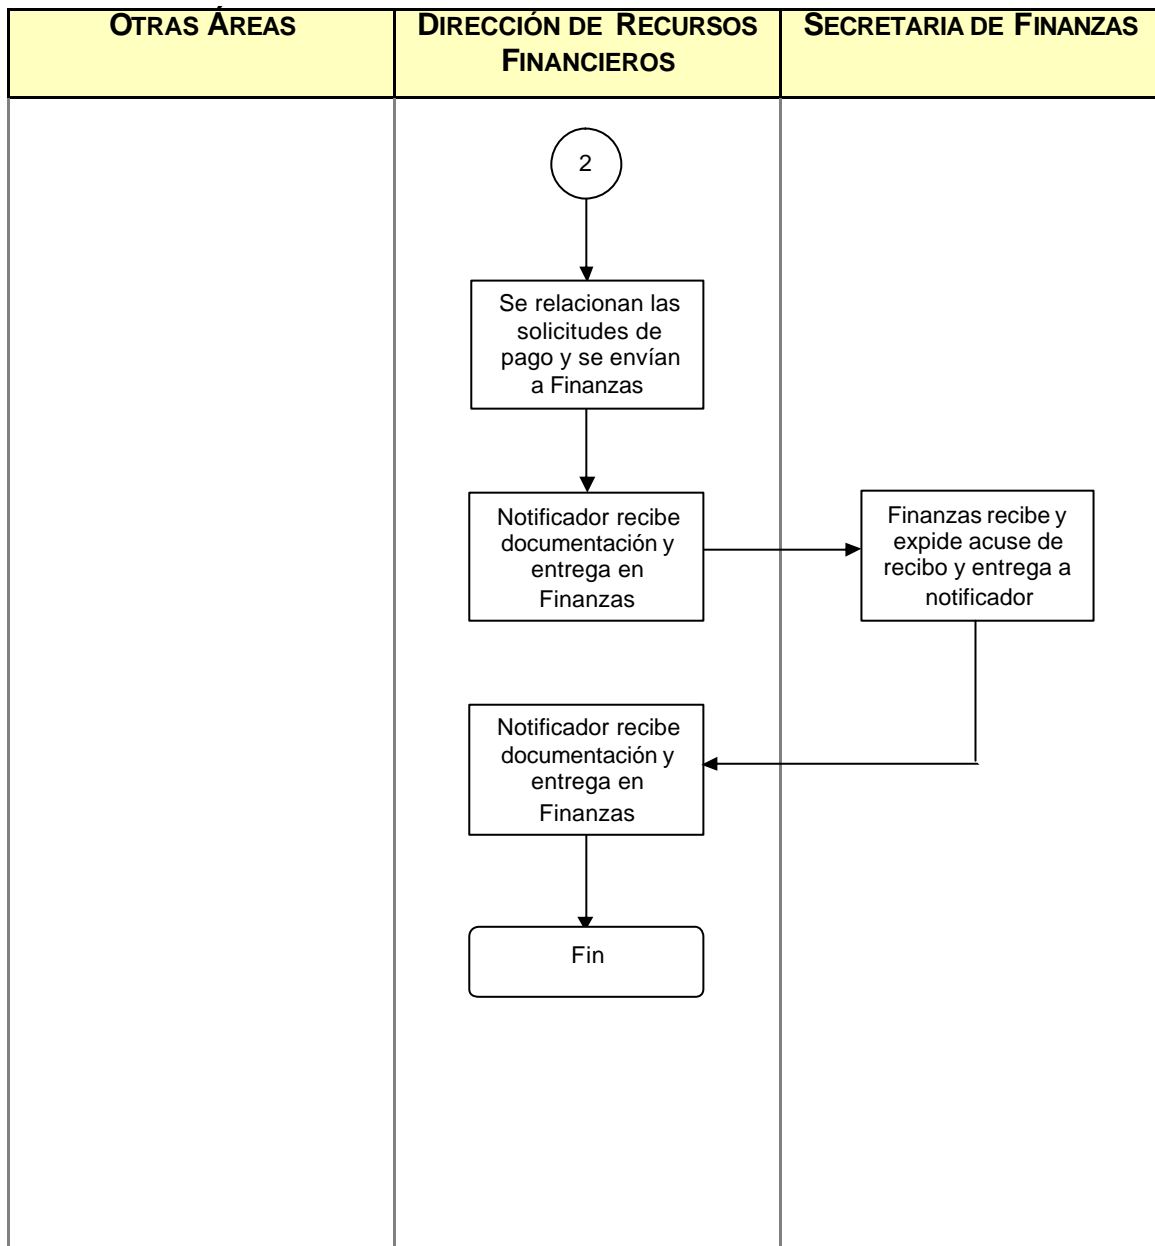 OTRAS ÁREAS
DIRECCIÓN DE RECURSOS
FINANCIEROS
SECRETARIA DE FINANZAS
2
Se relacionan las
solicitudes de
pago y se envían
a Finanzas
Notificador recibe
documentación y
entrega en
Finanzas
Finanzas recibe y
expide acuse de
recibo y entrega a
notificador
Notificador recibe
documentación y
entrega en
Finanzas
Fin